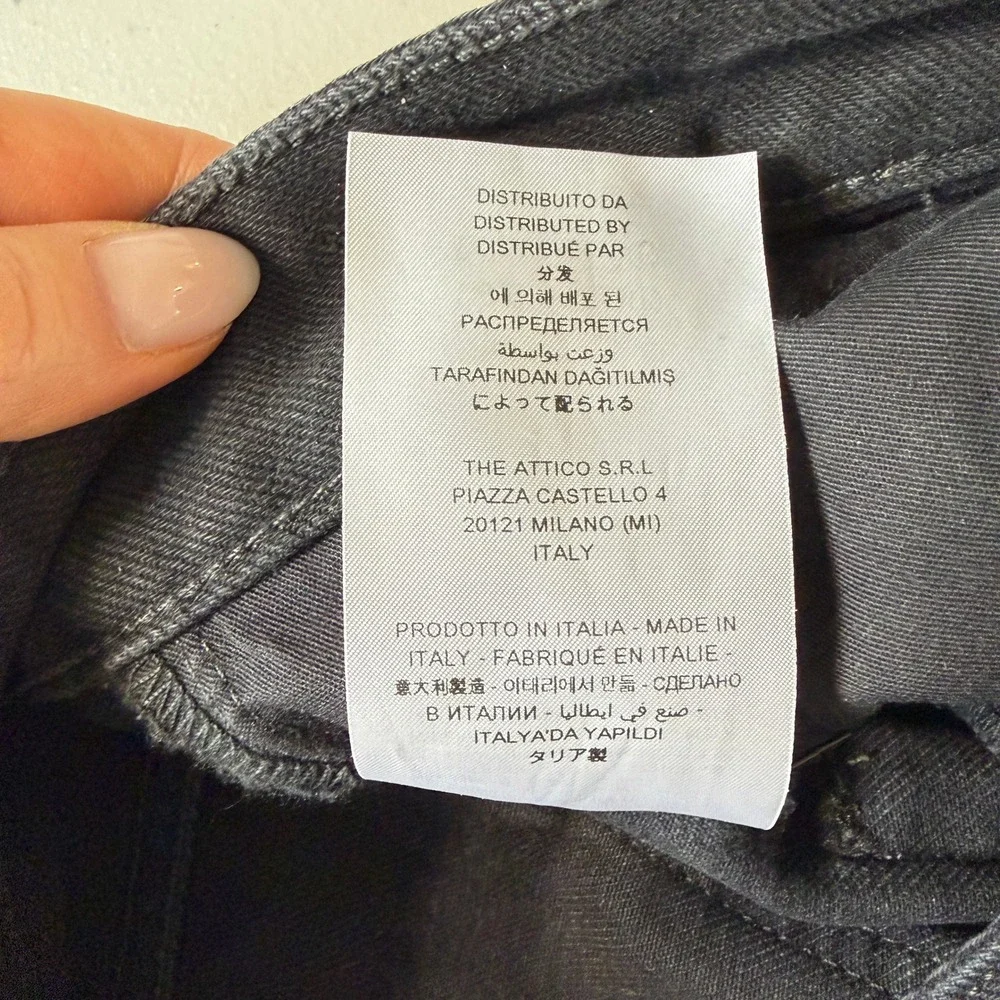 DISTRIBUITO DA
DISTRIBUTED BY
DISTRIBUÉ PAR
分发
에 의해 배포 된
РАСПРЕДЕЛЯЕТСЯ
وزعت بواسطة
TARAFINDAN DAĞITILMIŞ
によって配られる
THE ATTICO S.R.L
PIAZZA CASTELLO 4
20121 MILANO (MI)
ITALY
PRODOTTO IN ITALIA - MADE IN
ITALY - FABRIQUÉ EN ITALIE -
意大利製造 - 이태리에서 만듦 - СДЕЛАНО
В ИТАЛИИ - صنع في ايطاليا -
İTALYA'DA YAPILDI
タリア製